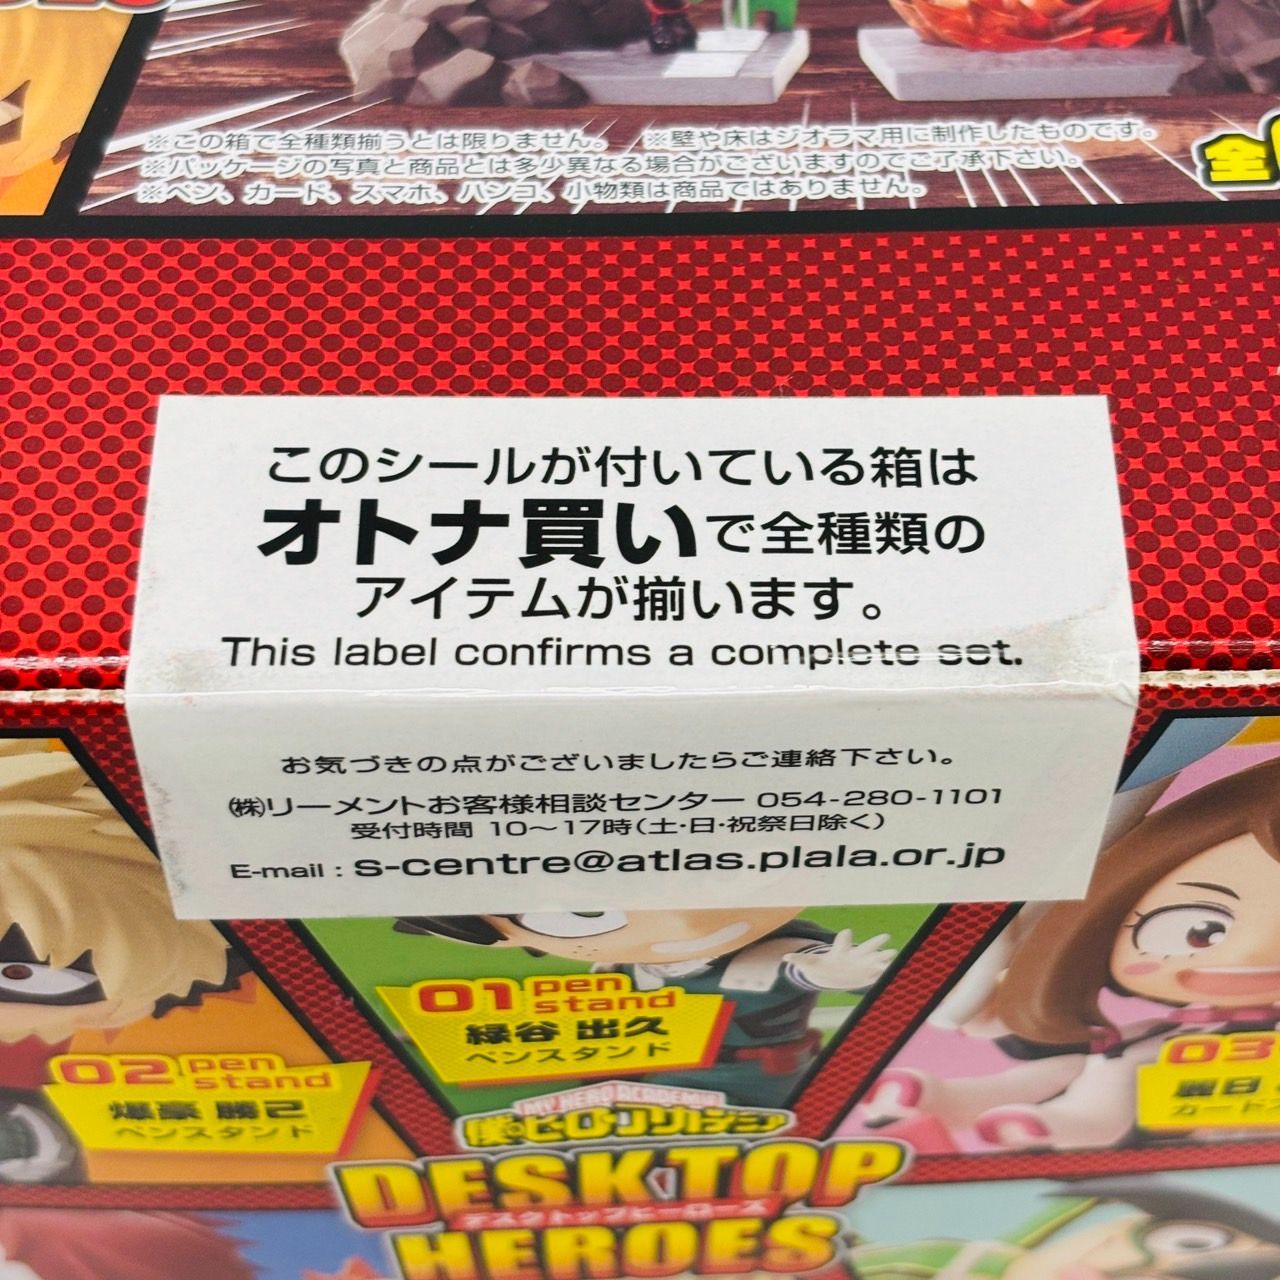 ※この箱で全種類揃うとは限りません。 ※壁や床はジオラマ用に制作したものです。
※パッケージの写真と商品とは多少異なる場合がございますのでご了承下さい。
※ペン、カード、スマホ、ハンコ、小物類は商品ではありません。
全
このシールが付いている箱は
オトナ買いで全種類の
アイテムが揃います。
This label confirms a complete set.
お気づきの点がございましたらご連絡下さい。
㈱リーメントお客様相談センター 054-280-1101
受付時間 10〜17時(土・日・祝祭日除く)
E-mail : s-centre@atlas.plala.or.jp
01 pen stand
緑谷 出久
ペンスタンド
02 pen stand
爆豪 勝己
ペンスタンド
03
麗日
カード
MY HERO ACADEMIA
僕のヒーローアカデミア
DESKTOP
デスクトップヒーローズ
HEROES